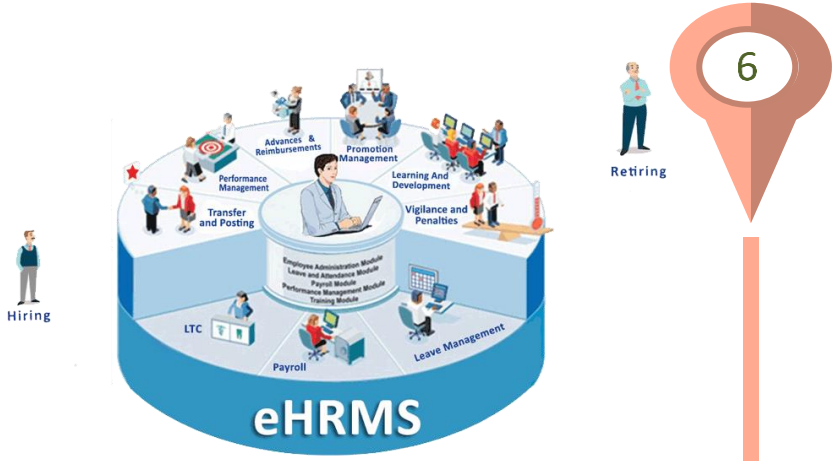 6
Retiring
Hiring
Advances &
Reimbursements
Promotion
Management
Performance
Management
Learning And
Development
Transfer
and Posting
Vigilance and
Penalties
Employee Administration Module
Leave and Attendance Module
Payroll Module
Performance Management Module
Training Module
LTC
Payroll
Leave Management
eHRMS